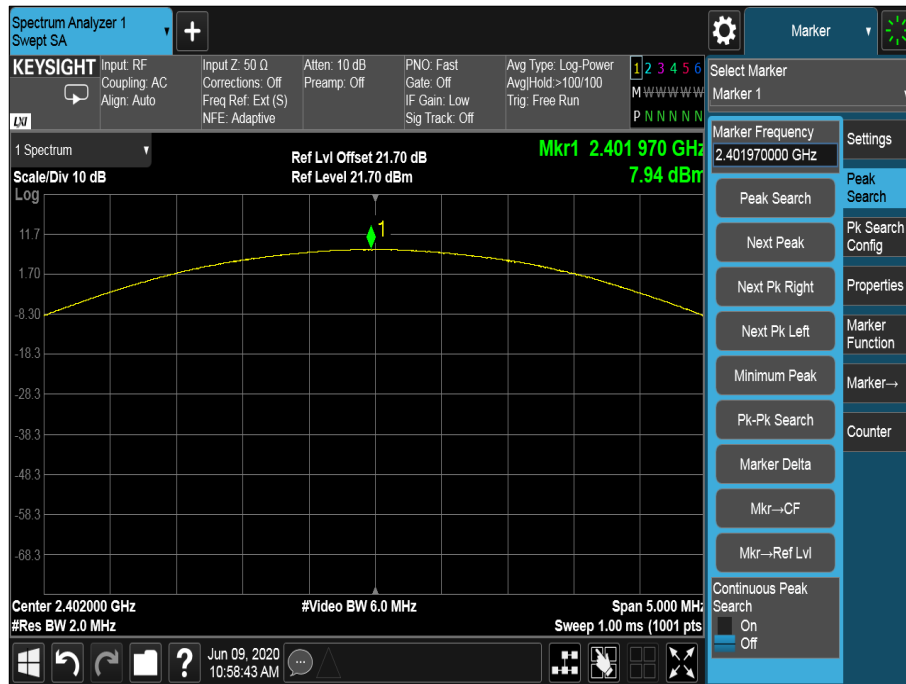 Spectrum Analyzer 1
Swept SA
+
Marker
KEYSIGHT
Input: RF
Coupling: AC
Align: Auto
Input Z: 50 Ω
Corrections: Off
Freq Ref: Ext (S)
NFE: Adaptive
Atten: 10 dB
Preamp: Off
PNO: Fast
Gate: Off
IF Gain: Low
Sig Track: Off
Avg Type: Log-Power
Avg|Hold:>100/100
Trig: Free Run
1 2 3 4 5 6
M W W W W W
P N N N N N
LXI
Select Marker
Marker 1
1 Spectrum
Scale/Div 10 dB
Log
Ref Lvl Offset 21.70 dB
Ref Level 21.70 dBm
Mkr1 2.401 970 GHz
7.94 dBm
1
11.7
1.70
-8.30
-18.3
-28.3
-38.3
-48.3
-58.3
-68.3
Center 2.402000 GHz
#Res BW 2.0 MHz
#Video BW 6.0 MHz
Span 5.000 MHz
Sweep 1.00 ms (1001 pts
Marker Frequency
2.401970000 GHz
Peak Search
Next Peak
Next Pk Right
Next Pk Left
Minimum Peak
Pk-Pk Search
Marker Delta
Mkr→CF
Mkr→Ref Lvl
Continuous Peak
Search
On
Off
Settings
Peak
Search
Pk Search
Config
Properties
Marker
Function
Marker→
Counter
?
Jun 09, 2020
10:58:43 AM